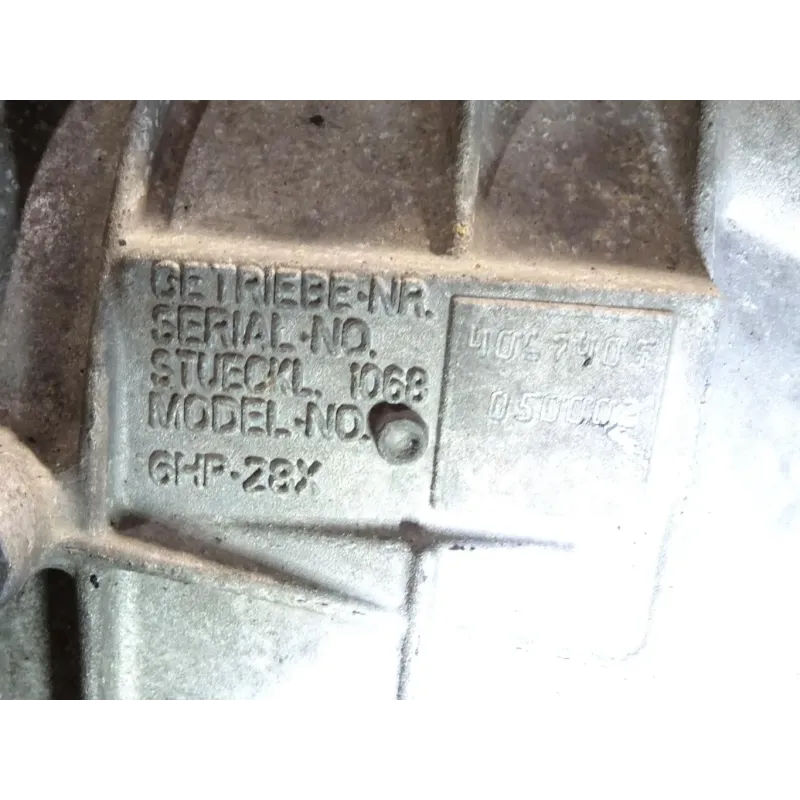 GETRIEBE-NR.
SERIAL-NO.
STUECKL. 1068
MODEL-NO.
6HP-28X